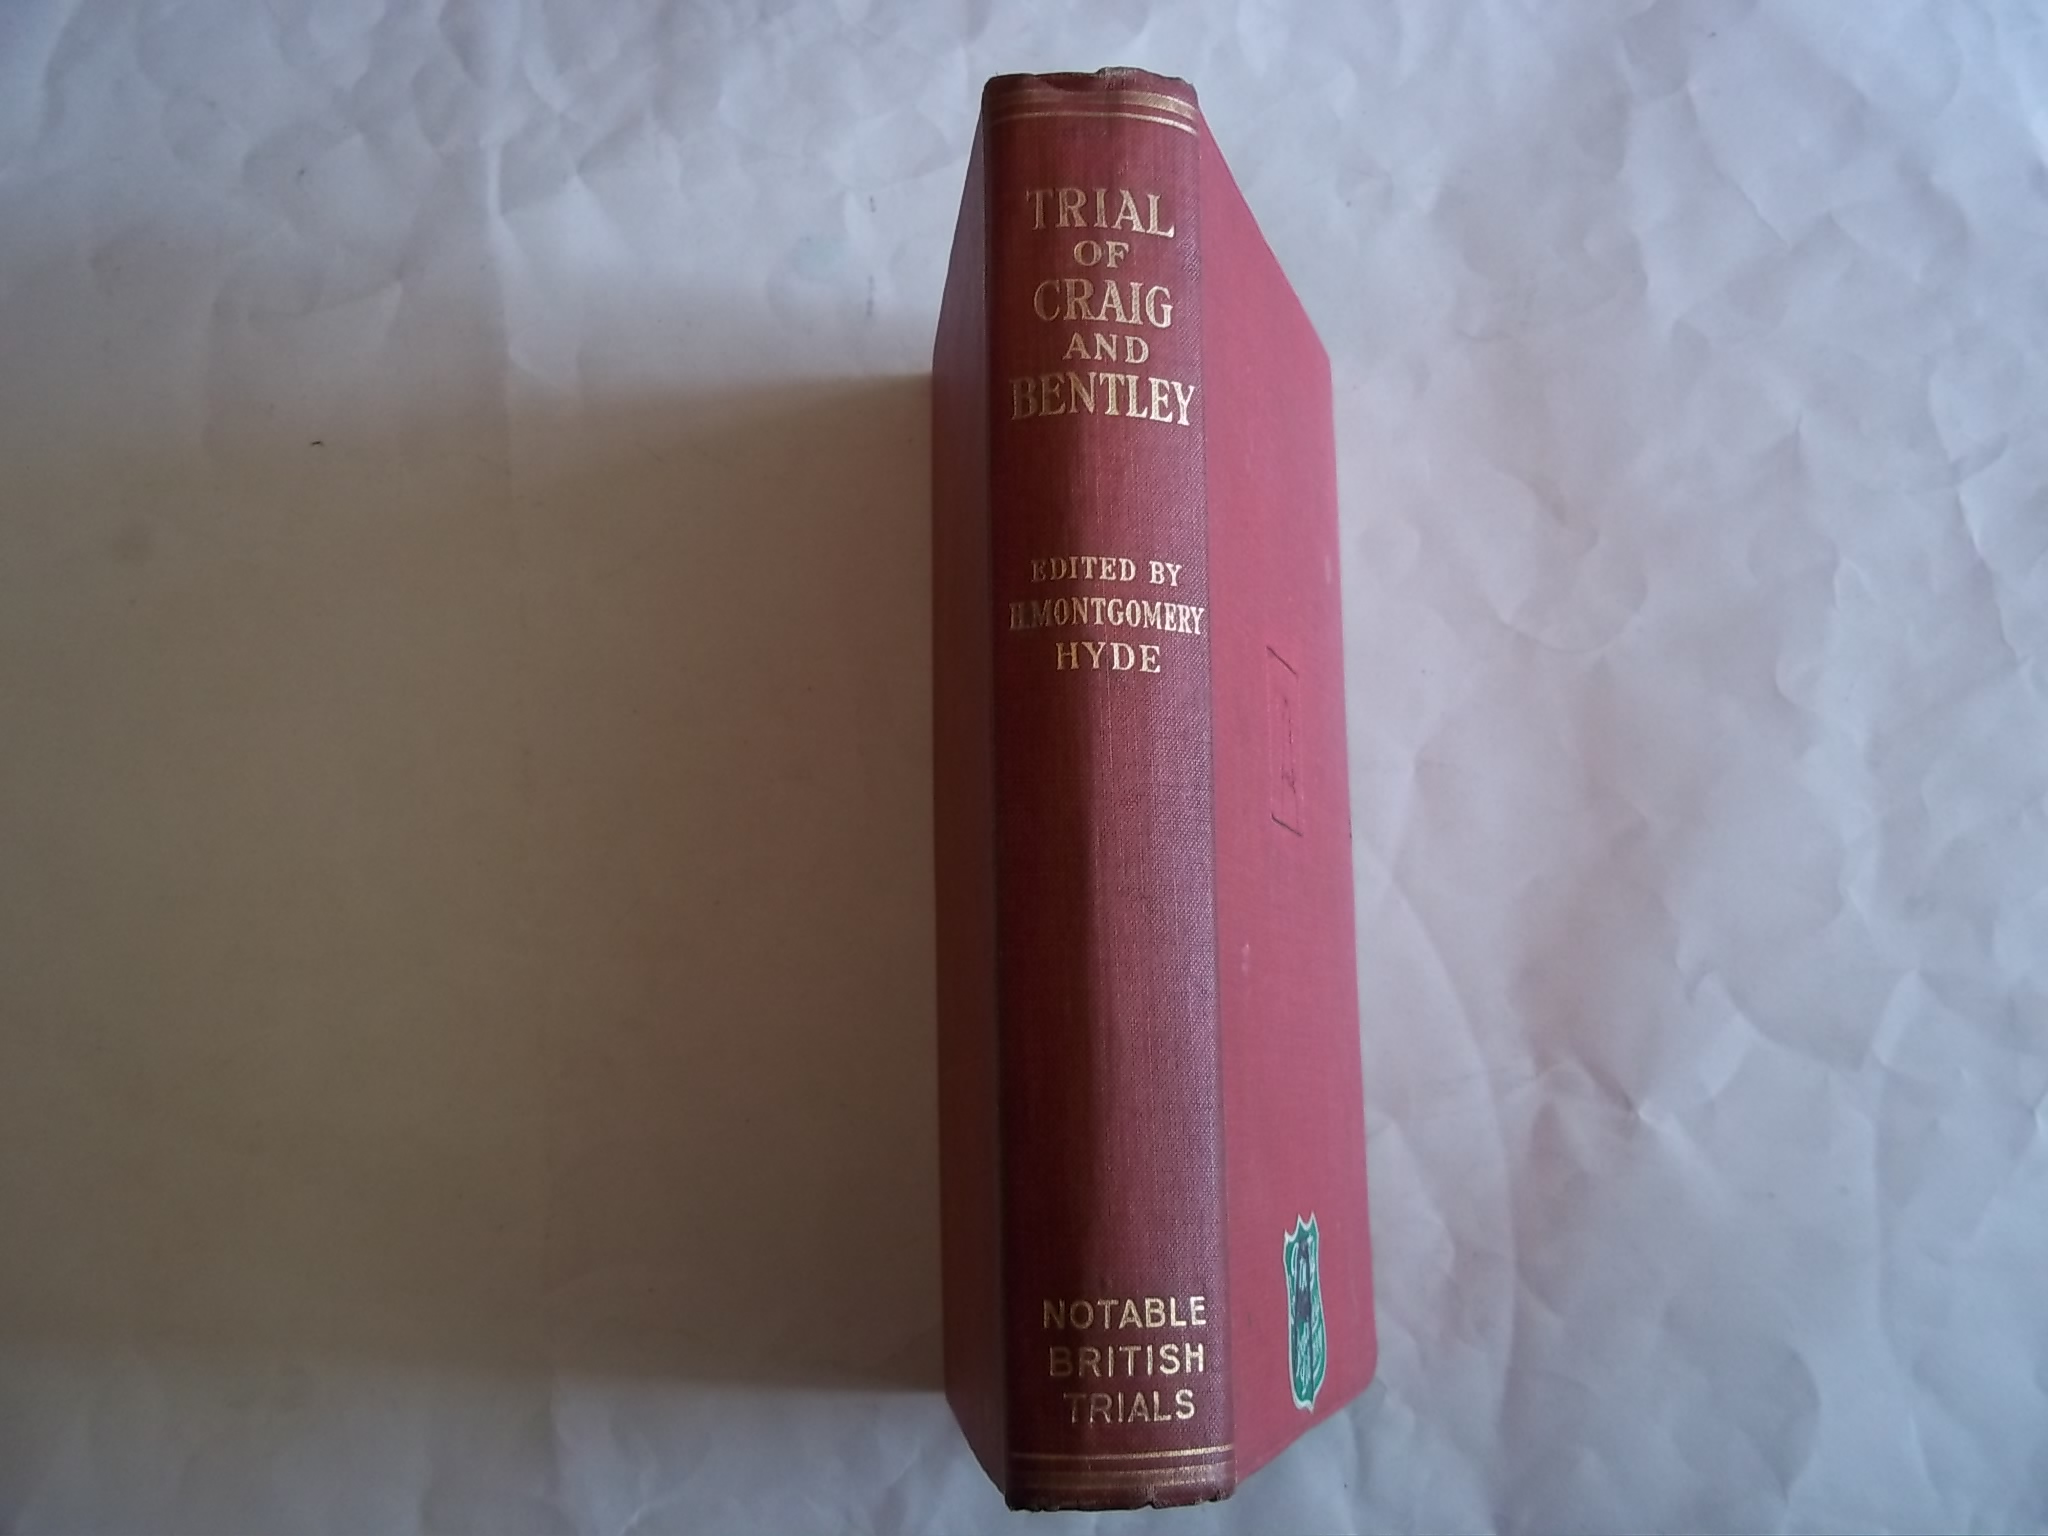 TRIAL
OF
CRAIG
AND
BENTLEY
EDITED BY
H. MONTGOMERY
HYDE
NOTABLE
BRITISH
TRIALS